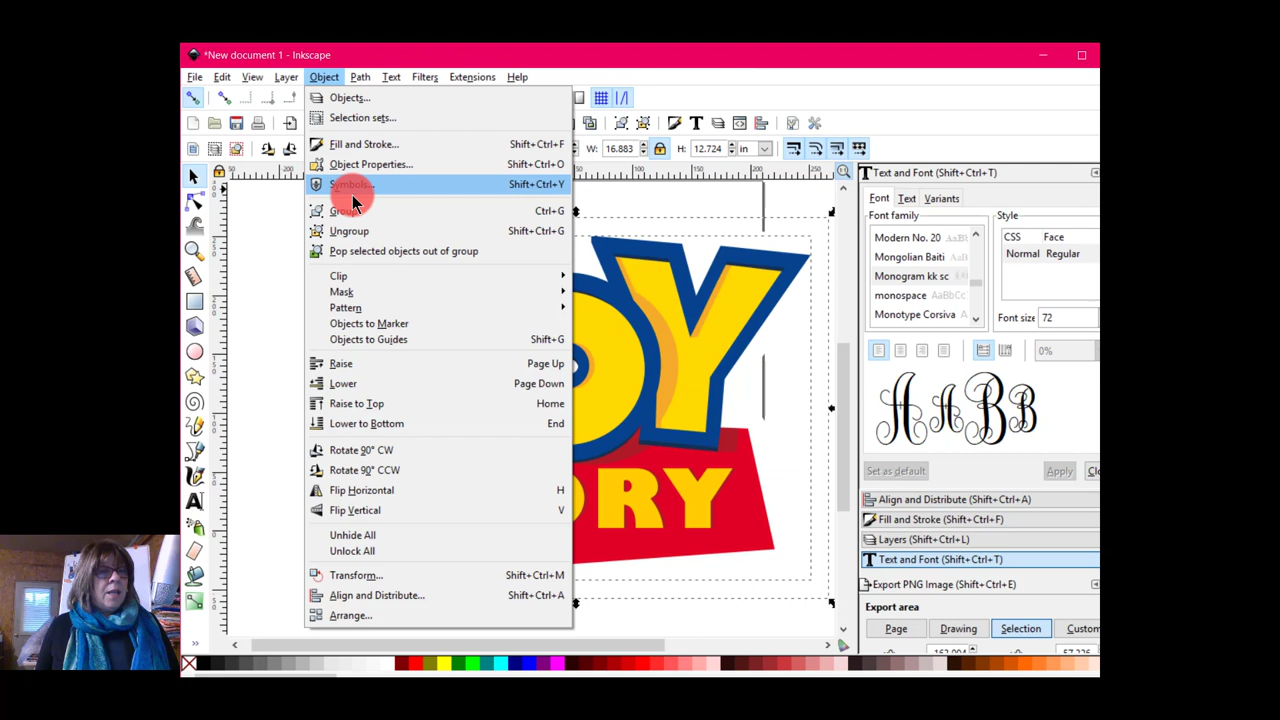 *New document 1 - Inkscape
File Edit View Layer Object Path Text Filters Extensions Help
W: 16.883 H: 12.724 in
Objects...
Selection sets...
Fill and Stroke... Shift+Ctrl+F
Object Properties... Shift+Ctrl+O
Symbols... Shift+Ctrl+Y
Group Ctrl+G
Ungroup Shift+Ctrl+G
Pop selected objects out of group
Clip
Mask
Pattern
Objects to Marker
Objects to Guides Shift+G
Raise Page Up
Lower Page Down
Raise to Top Home
Lower to Bottom End
Rotate 90° CW
Rotate 90° CCW
Flip Horizontal H
Flip Vertical V
Unhide All
Unlock All
Transform... Shift+Ctrl+M
Align and Distribute... Shift+Ctrl+A
Arrange...
50 100 150 200
OY
ORY
Text and Font (Shift+Ctrl+T)
Font Text Variants
Font family Style
Modern No. 20 AaB
Mongolian Baiti
Monogram kk sc
monospace AaBbCc
Monotype Corsiva
CSS Face
Normal Regular
Font size 72
0%
A A B B
Set as default Apply
Align and Distribute (Shift+Ctrl+A)
Fill and Stroke (Shift+Ctrl+F)
Layers (Shift+Ctrl+L)
Text and Font (Shift+Ctrl+T)
Export PNG Image (Shift+Ctrl+E)
Export area
Page Drawing Selection Custom